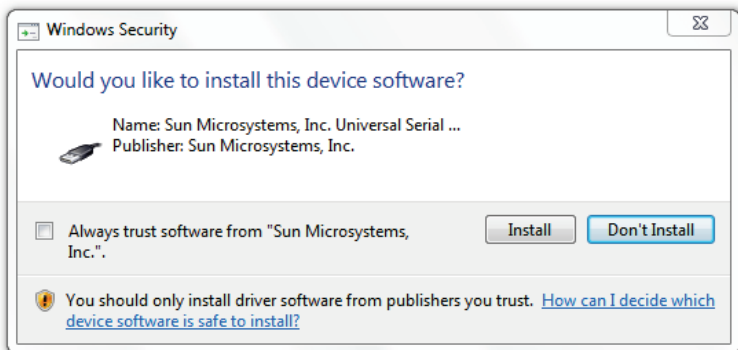 Windows Security
Would you like to install this device software?
Name: Sun Microsystems, Inc. Universal Serial ...
Publisher: Sun Microsystems, Inc.
Always trust software from "Sun Microsystems,
Inc.".
Install
Don't Install
You should only install driver software from publishers you trust. How can I decide which
device software is safe to install?